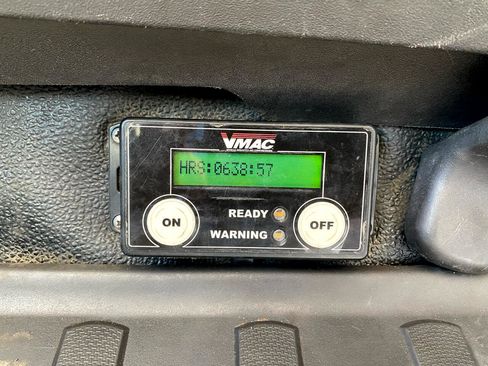 VMAC
HRS:0638:57
ON
READY
WARNING
OFF